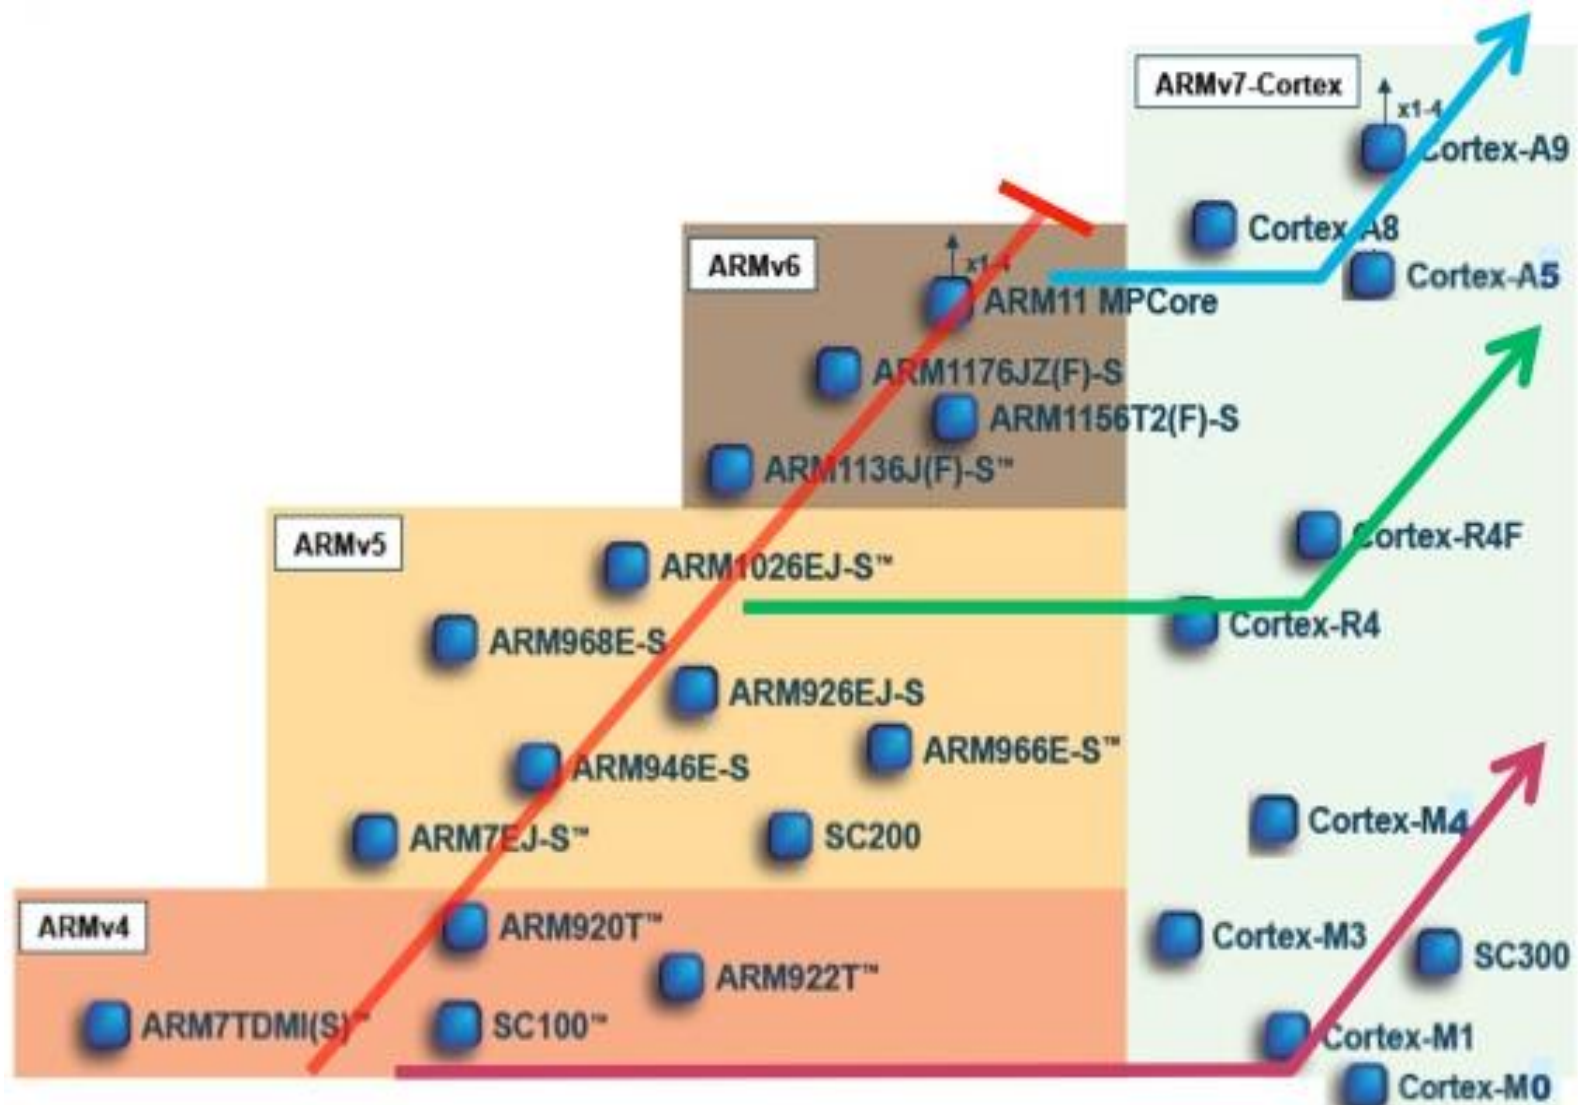 ARMv7-Cortex
x1-4
Cortex-A9
Cortex-A8
Cortex-A5
ARMv6
x1-4
ARM11 MPCore
ARM1176JZ(F)-S
ARM1156T2(F)-S
ARM1136J(F)-S™
Cortex-R4F
Cortex-R4
ARMv5
ARM1026EJ-S™
ARM968E-S
ARM926EJ-S
ARM966E-S™
ARM946E-S
ARM7EJ-S™
SC200
Cortex-M4
Cortex-M3
SC300
Cortex-M1
Cortex-M0
ARMv4
ARM920T™
ARM922T™
ARM7TDMI(S)™
SC100™